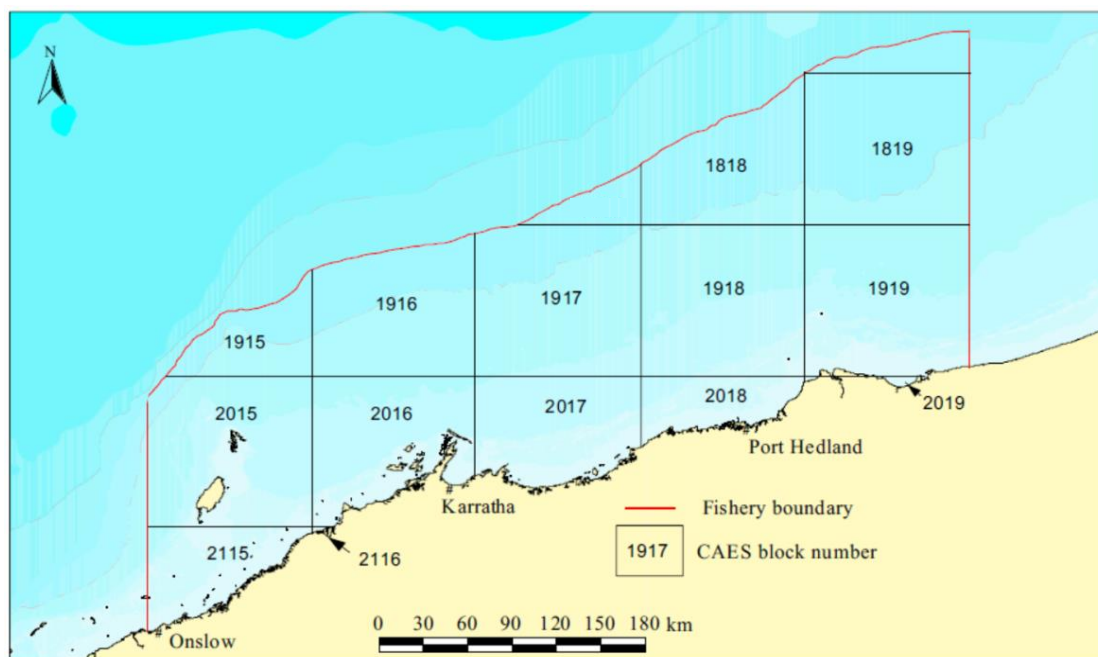 N
1819
1818
1916
1917
1918
1919
1915
2015
2016
2017
2018
2019
Port Hedland
Karratha
Fishery boundary
1917
CAES block number
2115
2116
Onslow
0 30 60 90 120 150 180 km